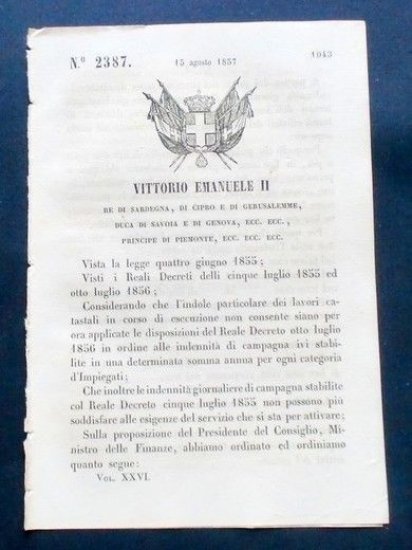 N.º 2387.
15 agosto 1857
1043
VITTORIO EMANUELE II
RE DI SARDEGNA, DI CIPRO E DI GERUSALEMME,
DUCA DI SAVOIA E DI GENOVA, ECC. ECC.,
PRINCIPE DI PIEMONTE, ECC. ECC. ECC.
Vista la legge quattro giugno 1855;
Visti i Reali Decreti delli cinque luglio 1855 ed
otto luglio 1856;
Considerando che l'indole particolare dei lavori ca-
tastali in corso di esecuzione non consente siano per
ora applicate le disposizioni del Reale Decreto otto luglio
1856 in ordine alle indennità di campagna ivi stabi-
lite in una determinata somma annua per ogni categoria
d'Impiegati;
Che inoltre le indennità giornaliere di campagna stabilite
col Reale Decreto cinque luglio 1855 non possono più
soddisfare alle esigenze del servizio che si sta per attivare;
Sulla proposizione del Presidente del Consiglio, Mi-
nistro delle Finanze, abbiamo ordinato ed ordiniamo
quanto segue:
VOL. XXVI.